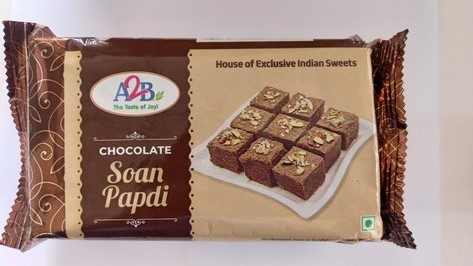 A2B
The Taste of Joy!
CHOCOLATE
Soan
Papdi
House of Exclusive Indian Sweets